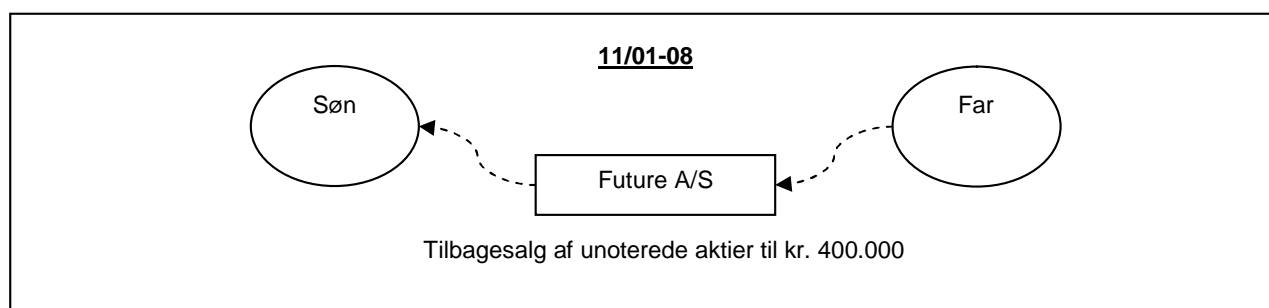 11/01-08
Søn
Far
Future A/S
Tilbagesalg af unoterede aktier til kr. 400.000